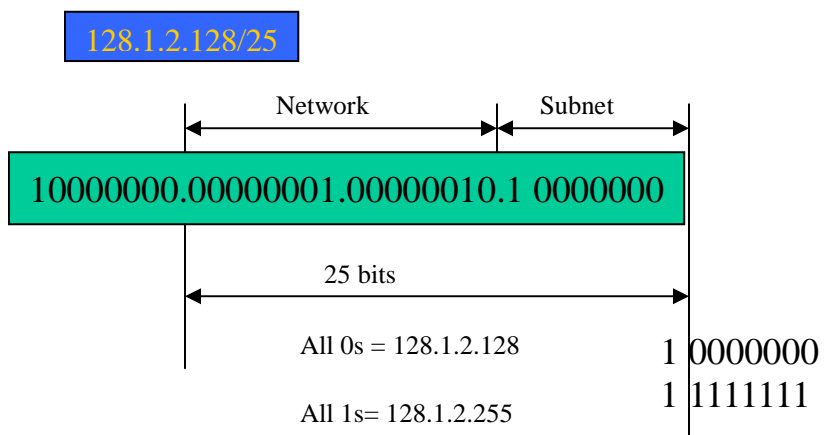 128.1.2.128/25
Network Subnet
10000000.00000001.00000010.1 0000000
25 bits
All 0s = 128.1.2.128
1 0000000
1 1111111
All 1s= 128.1.2.255